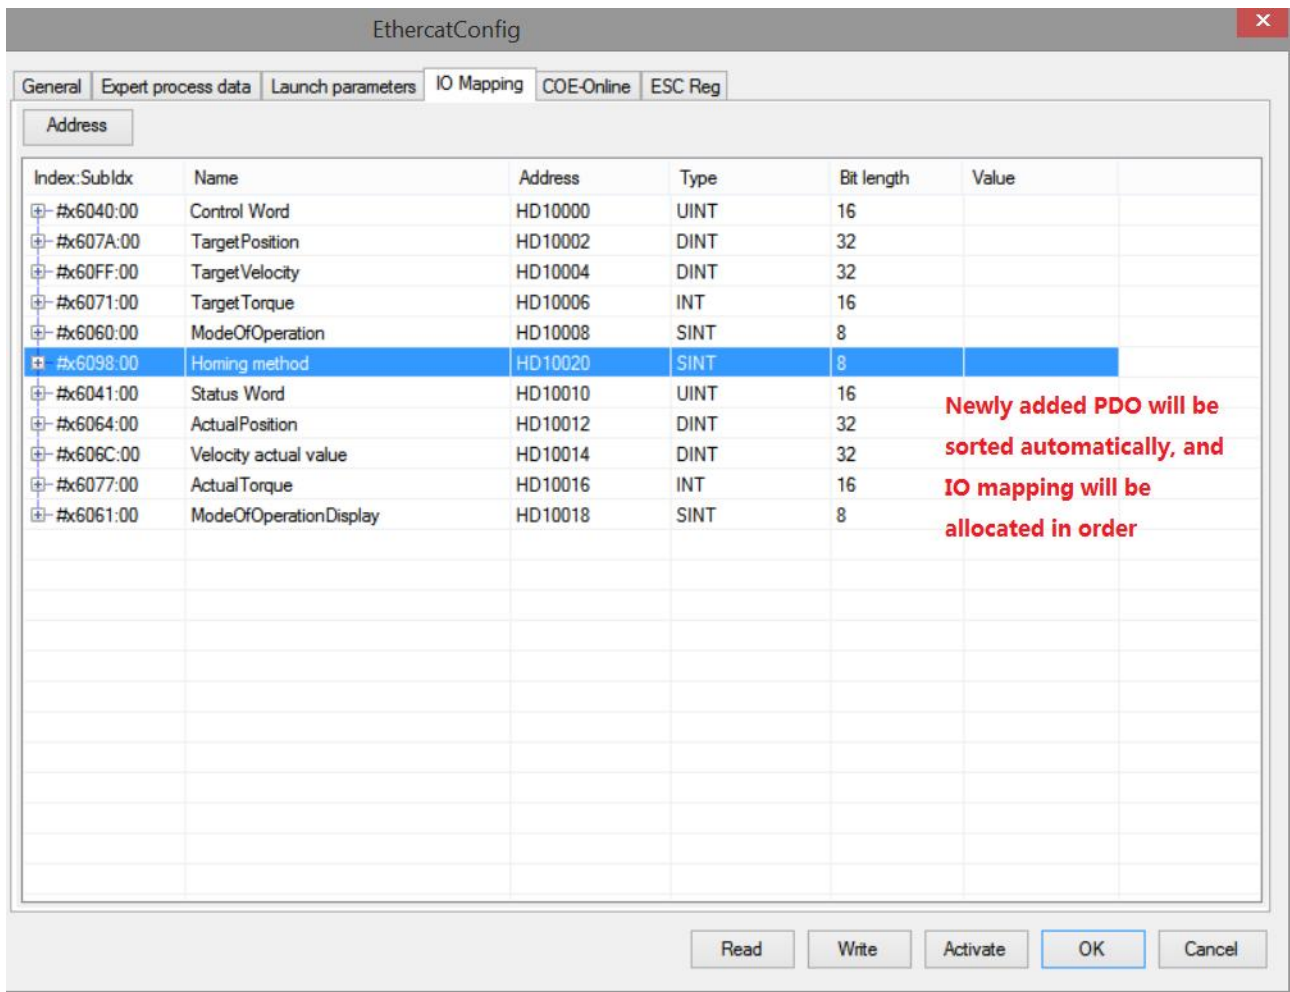 EthercatConfig
General Expert process data Launch parameters IO Mapping COE-Online ESC Reg
Address
Index:SubIdx Name Address Type Bit length Value
#x6040:00 Control Word HD10000 UINT 16
#x607A:00 TargetPosition HD10002 DINT 32
#x60FF:00 TargetVelocity HD10004 DINT 32
#x6071:00 TargetTorque HD10006 INT 16
#x6060:00 ModeOfOperation HD10008 SINT 8
#x6098:00 Homing method HD10020 SINT 8
#x6041:00 Status Word HD10010 UINT 16
#x6064:00 ActualPosition HD10012 DINT 32
#x606C:00 Velocity actual value HD10014 DINT 32
#x6077:00 ActualTorque HD10016 INT 16
#x6061:00 ModeOfOperationDisplay HD10018 SINT 8
Newly added PDO will be
sorted automatically, and
IO mapping will be
allocated in order
Read Write Activate OK Cancel